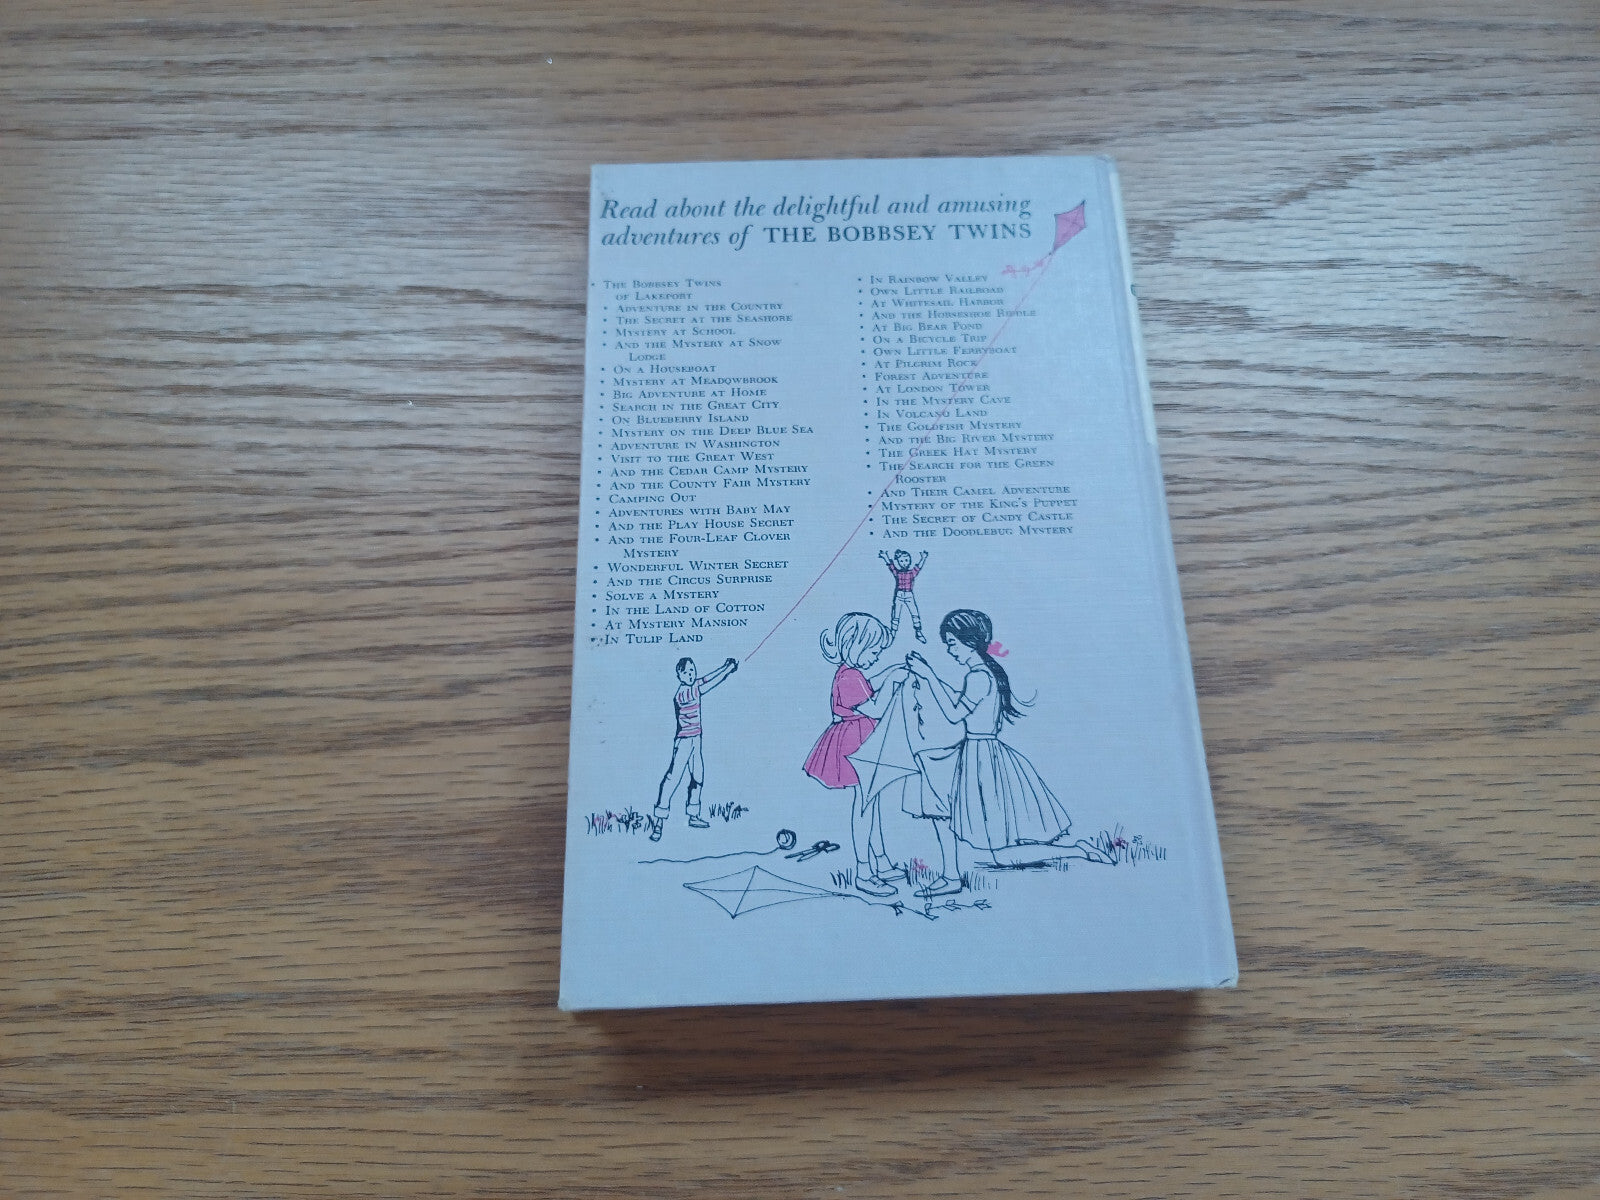 Read about the delightful and amusing
adventures of THE BOBBSEY TWINS
• THE BOBBSEY TWINS
OF LAKEPORT
• ADVENTURE IN THE COUNTRY
• THE SECRET AT THE SEASHORE
• MYSTERY AT SCHOOL
• AND THE MYSTERY AT SNOW
LODGE
• ON A HOUSEBOAT
• MYSTERY AT MEADOWBROOK
• BIG ADVENTURE AT HOME
• SEARCH IN THE GREAT CITY
• ON BLUEBERRY ISLAND
• MYSTERY ON THE DEEP BLUE SEA
• ADVENTURE IN WASHINGTON
• VISIT TO THE GREAT WEST
• AND THE CEDAR CAMP MYSTERY
• AND THE COUNTY FAIR MYSTERY
• CAMPING OUT
• ADVENTURES WITH BABY MAY
• AND THE PLAY HOUSE SECRET
• AND THE FOUR-LEAF CLOVER
MYSTERY
• WONDERFUL WINTER SECRET
• AND THE CIRCUS SURPRISE
• SOLVE A MYSTERY
• IN THE LAND OF COTTON
• AT MYSTERY MANSION
• IN TULIP LAND
• IN RAINBOW VALLEY
• OWN LITTLE RAILROAD
• AT WHITESAIL HARBOR
• AND THE HORSESHOE RIDDLE
• AT BIG BEAR POND
• ON A BICYCLE TRIP
• OWN LITTLE FERRYBOAT
• AT PILGRIM ROCK
• FOREST ADVENTURE
• AT LONDON TOWER
• IN THE MYSTERY CAVE
• IN VOLCANO LAND
• THE GOLDFISH MYSTERY
• AND THE BIG RIVER MYSTERY
• THE GREEK HAT MYSTERY
• THE SEARCH FOR THE GREEN
ROOSTER
• AND THEIR CAMEL ADVENTURE
• MYSTERY OF THE KING'S PUPPET
• THE SECRET OF CANDY CASTLE
• AND THE DOODLEBUG MYSTERY